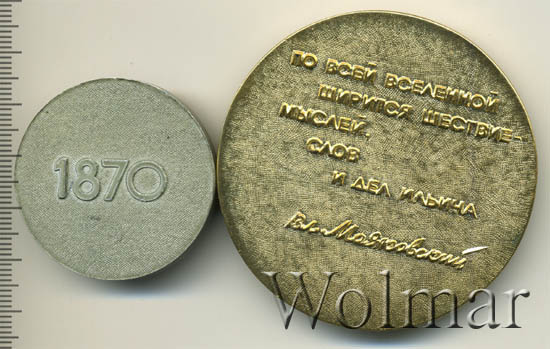 1870
ПО ВСЕЙ ВСЕЛЕННОЙ
ШИРИТСЯ ШЕСТВИЕ–
МЫСЛЕЙ,
СЛОВ
И ДЕЛ ИЛЬИЧА
Вл. Маяковский
Wolmar